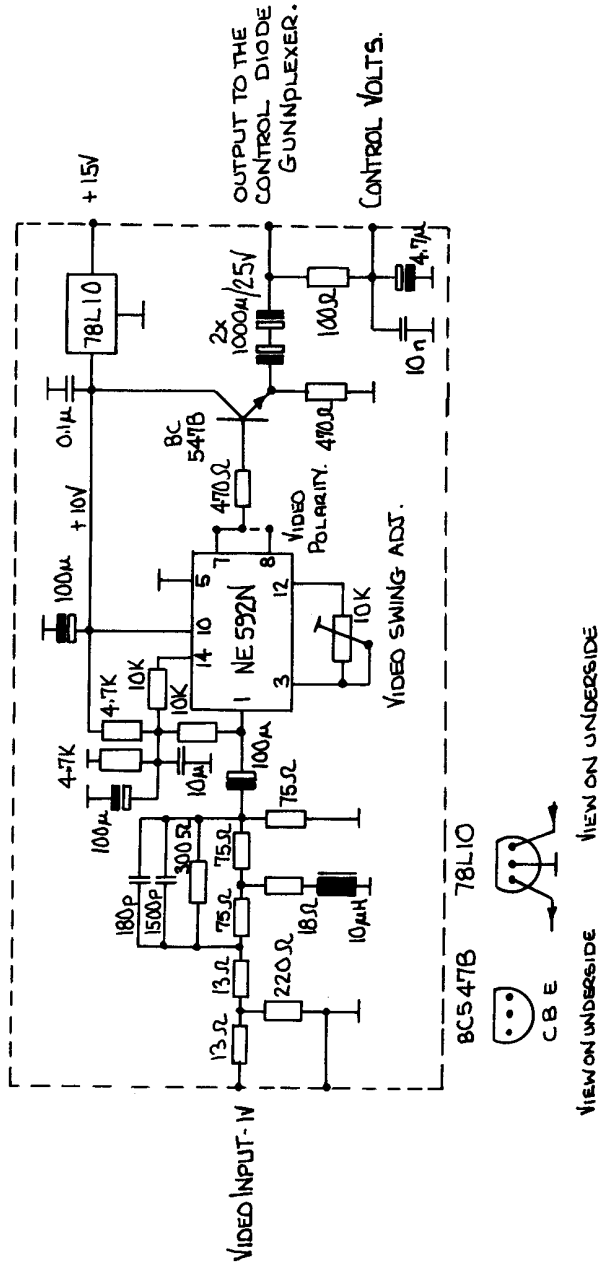 +15V
78L10
0.1µ
+10V
100µ
OUTPUT TO THE
CONTROL DIODE
GUNNPLEXER.
CONTROL VOLTS.
2x
1000µ/25V
100Ω
4.7µ
10n
BC
547B
470Ω
470Ω
VIDEO
POLARITY.
7
8
5
10
14
12
1
3
NE 592N
10K
VIDEO SWING ADJ.
4.7K
10K
10K
4.7K
100µ
10µ
100µ
180p
1500p
300Ω
75Ω
75Ω
75Ω
18Ω
10µH
13Ω
13Ω
220Ω
VIDEO INPUT-1V
BC547B
C B E
VIEW ON UNDERSIDE
78L10
VIEW ON UNDERSIDE